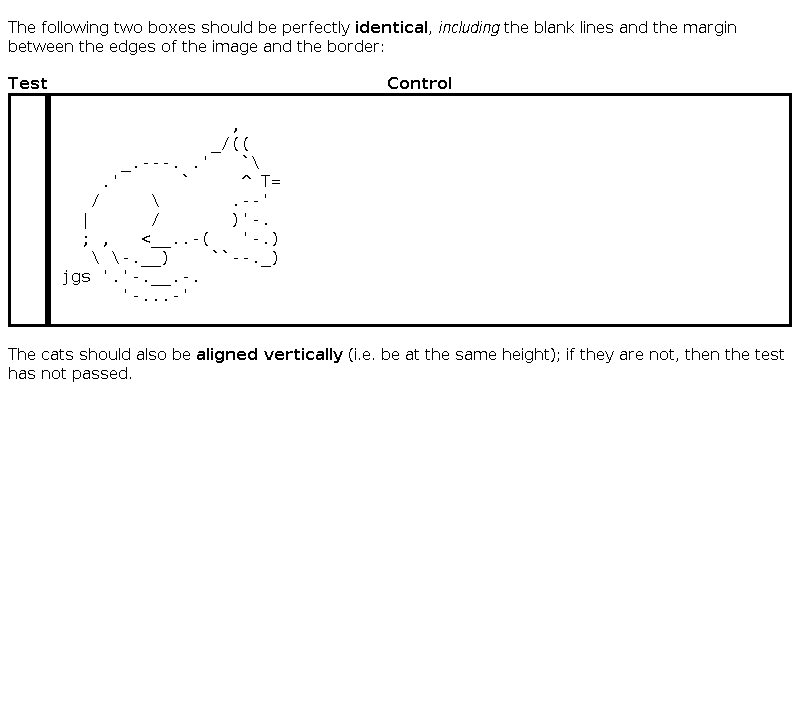 The following two boxes should be perfectly identical, including the blank lines and the margin
between the edges of the image and the border:
Test Control
                   ,
                 _/((
       _.---. .'   `\
     .'      `     ^ T=
    /     \       .--'
   |      /       )'-.
   ; ,   <__..-(   '-.)
    \ \-.__)    ``--._)
jgs '.'-.__.-.
       '-...-'
The cats should also be aligned vertically (i.e. be at the same height); if they are not, then the test
has not passed.